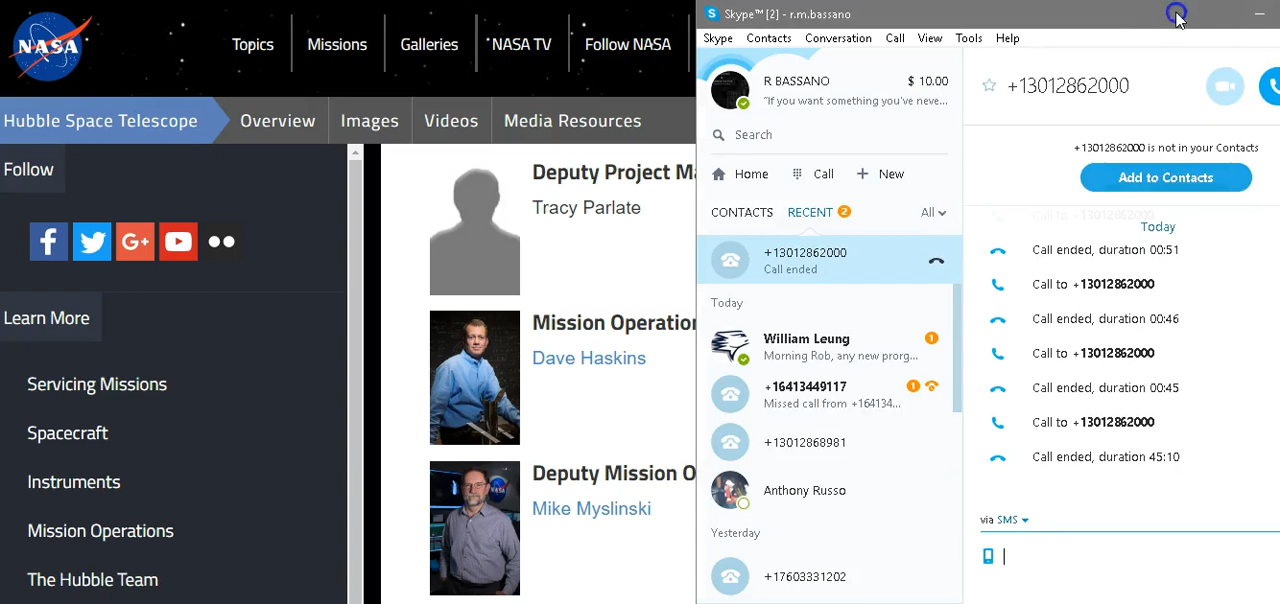 NASA
Topics
Missions
Galleries
NASA TV
Follow NASA
Hubble Space Telescope
Overview
Images
Videos
Media Resources
Follow
f
G+
Learn More
Servicing Missions
Spacecraft
Instruments
Mission Operations
The Hubble Team
Deputy Project Ma
Tracy Parlate
Mission Operation
Dave Haskins
Deputy Mission O
Mike Myslinski
S Skype™ [2] - r.m.bassano
Skype Contacts Conversation Call View Tools Help
R BASSANO $ 10.00
"If you want something you've neve...
Search
Home Call New
CONTACTS RECENT 2 All
+13012862000
Call ended
Today
William Leung 1
Morning Rob, any new prorg...
+16413449117 1
Missed call from +164134...
+13012868981
Anthony Russo
Yesterday
+17603331202
+13012862000
+13012862000 is not in your Contacts
Add to Contacts
Call to +13012862000
Today
Call ended, duration 00:51
Call to +13012862000
Call ended, duration 00:46
Call to +13012862000
Call ended, duration 00:45
Call to +13012862000
Call ended, duration 45:10
via SMS